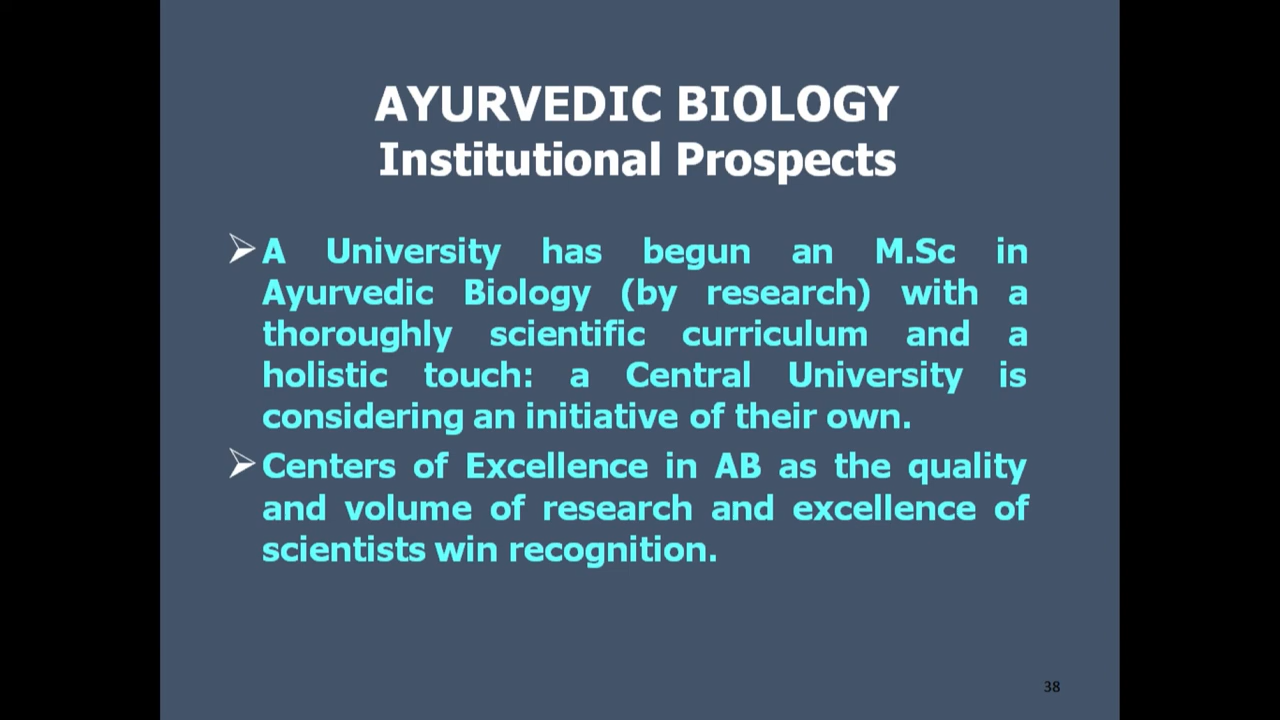 AYURVEDIC BIOLOGY
Institutional Prospects
➢ A University has begun an M.Sc in
Ayurvedic Biology (by research) with a
thoroughly scientific curriculum and a
holistic touch: a Central University is
considering an initiative of their own.
➢ Centers of Excellence in AB as the quality
and volume of research and excellence of
scientists win recognition.
38